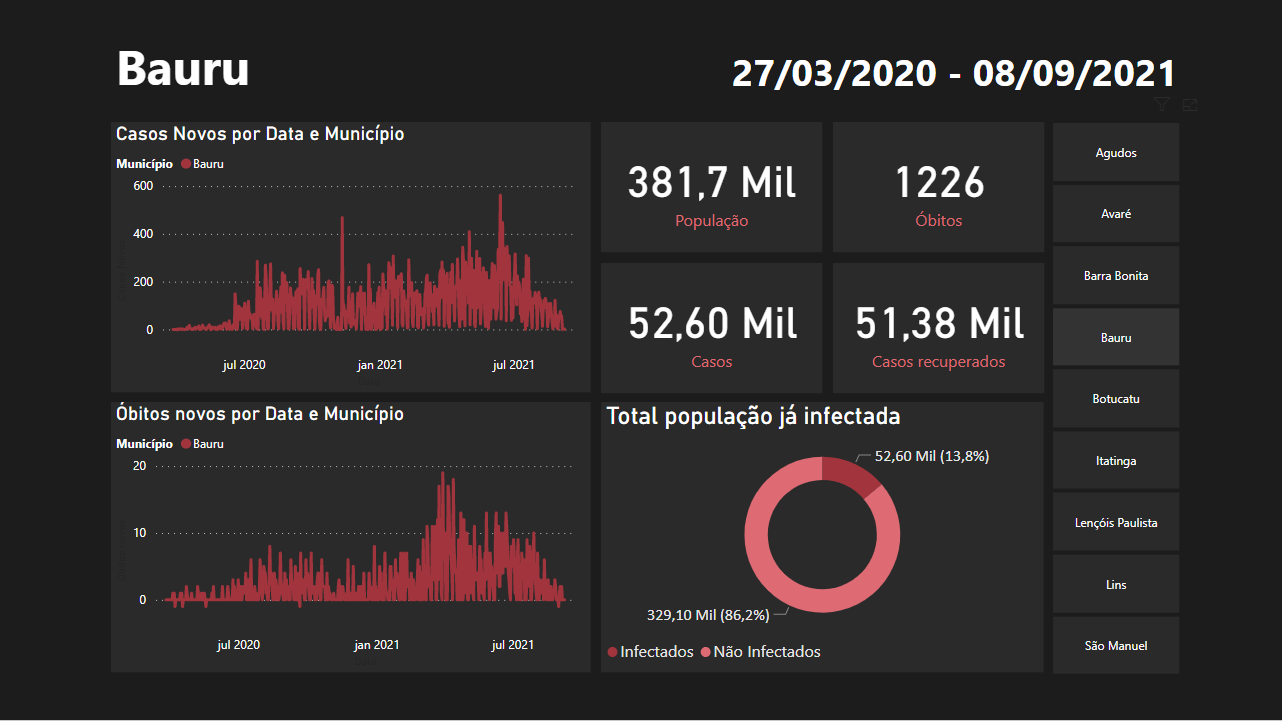 Bauru
27/03/2020 - 08/09/2021
Casos Novos por Data e Município
Município Bauru
600
400
200
0
jul 2020 jan 2021 jul 2021
381,7 Mil
População
1226
Óbitos
52,60 Mil
Casos
51,38 Mil
Casos recuperados
Óbitos novos por Data e Município
Município Bauru
20
10
0
jul 2020 jan 2021 jul 2021
Total população já infectada
52,60 Mil (13,8%)
329,10 Mil (86,2%)
Infectados Não Infectados
Agudos
Avaré
Barra Bonita
Bauru
Botucatu
Itatinga
Lençóis Paulista
Lins
São Manuel